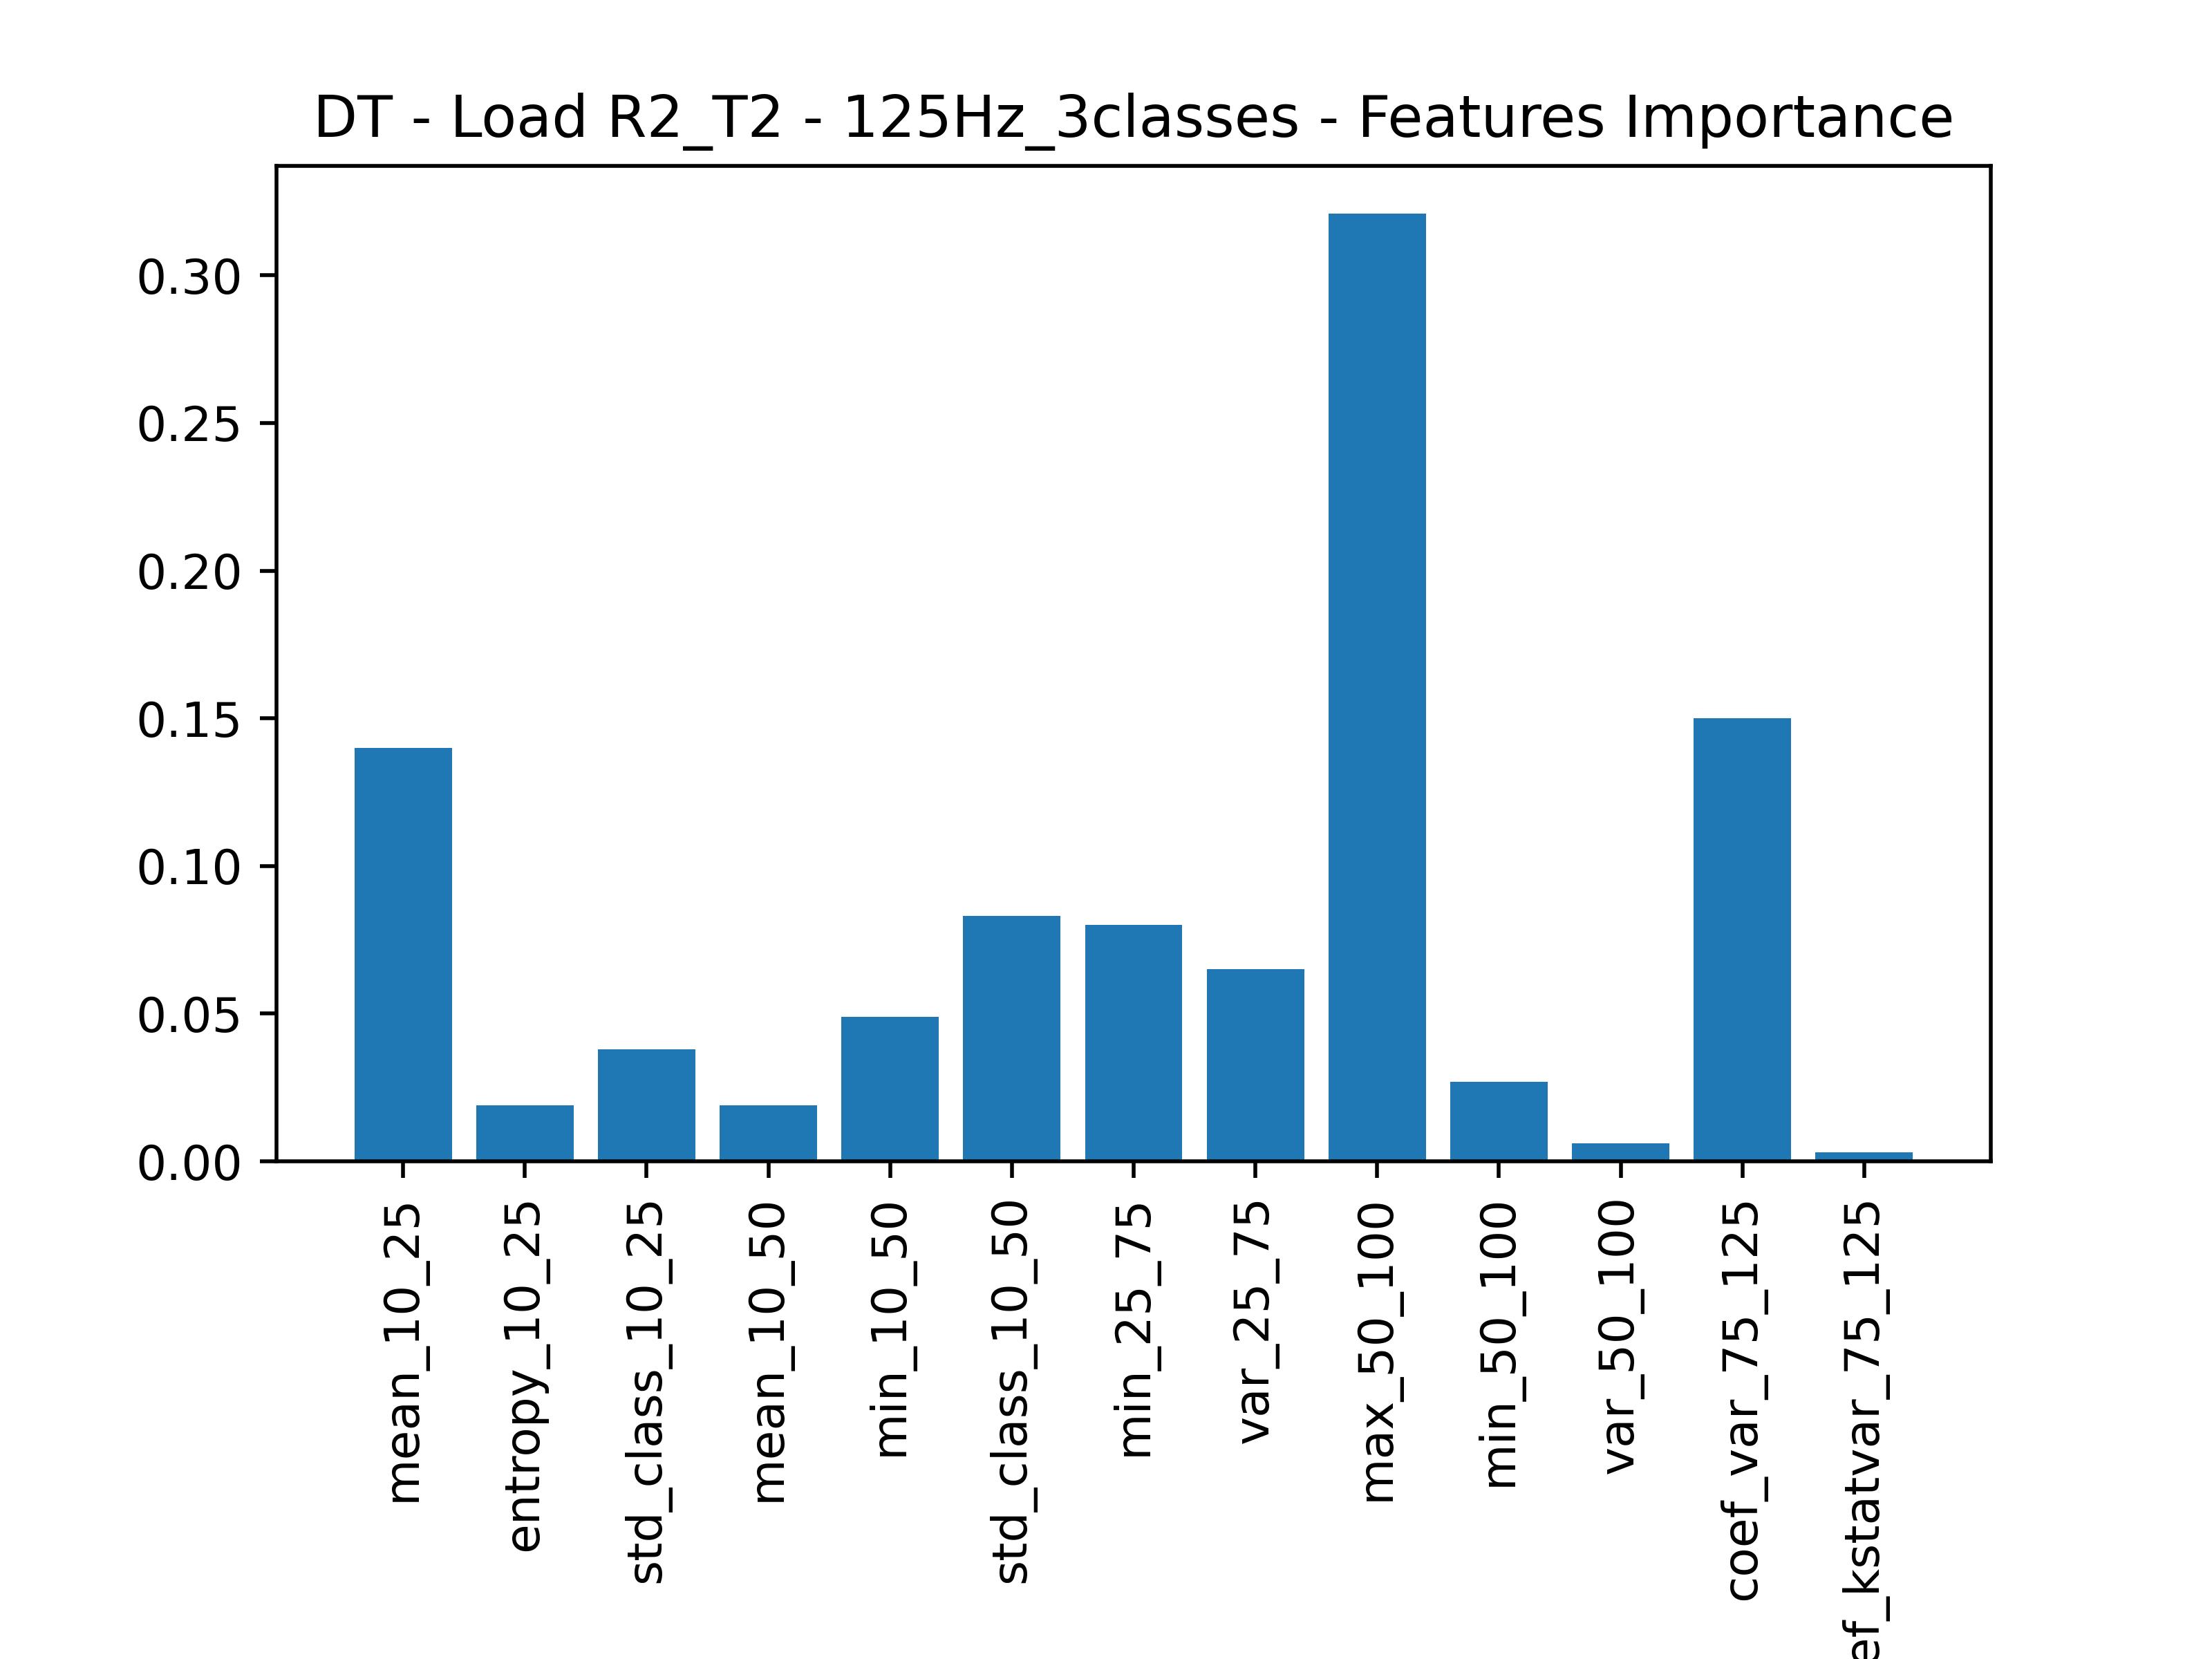 DT - Load R2_T2 - 125Hz_3classes - Features Importance
0.30
0.25
0.20
0.15
0.10
0.05
0.00
mean_10_25
entropy_10_25
std_class_10_25
mean_10_50
min_10_50
std_class_10_50
min_25_75
var_25_75
max_50_100
min_50_100
var_50_100
coef_var_75_125
ef_kstatvar_75_125